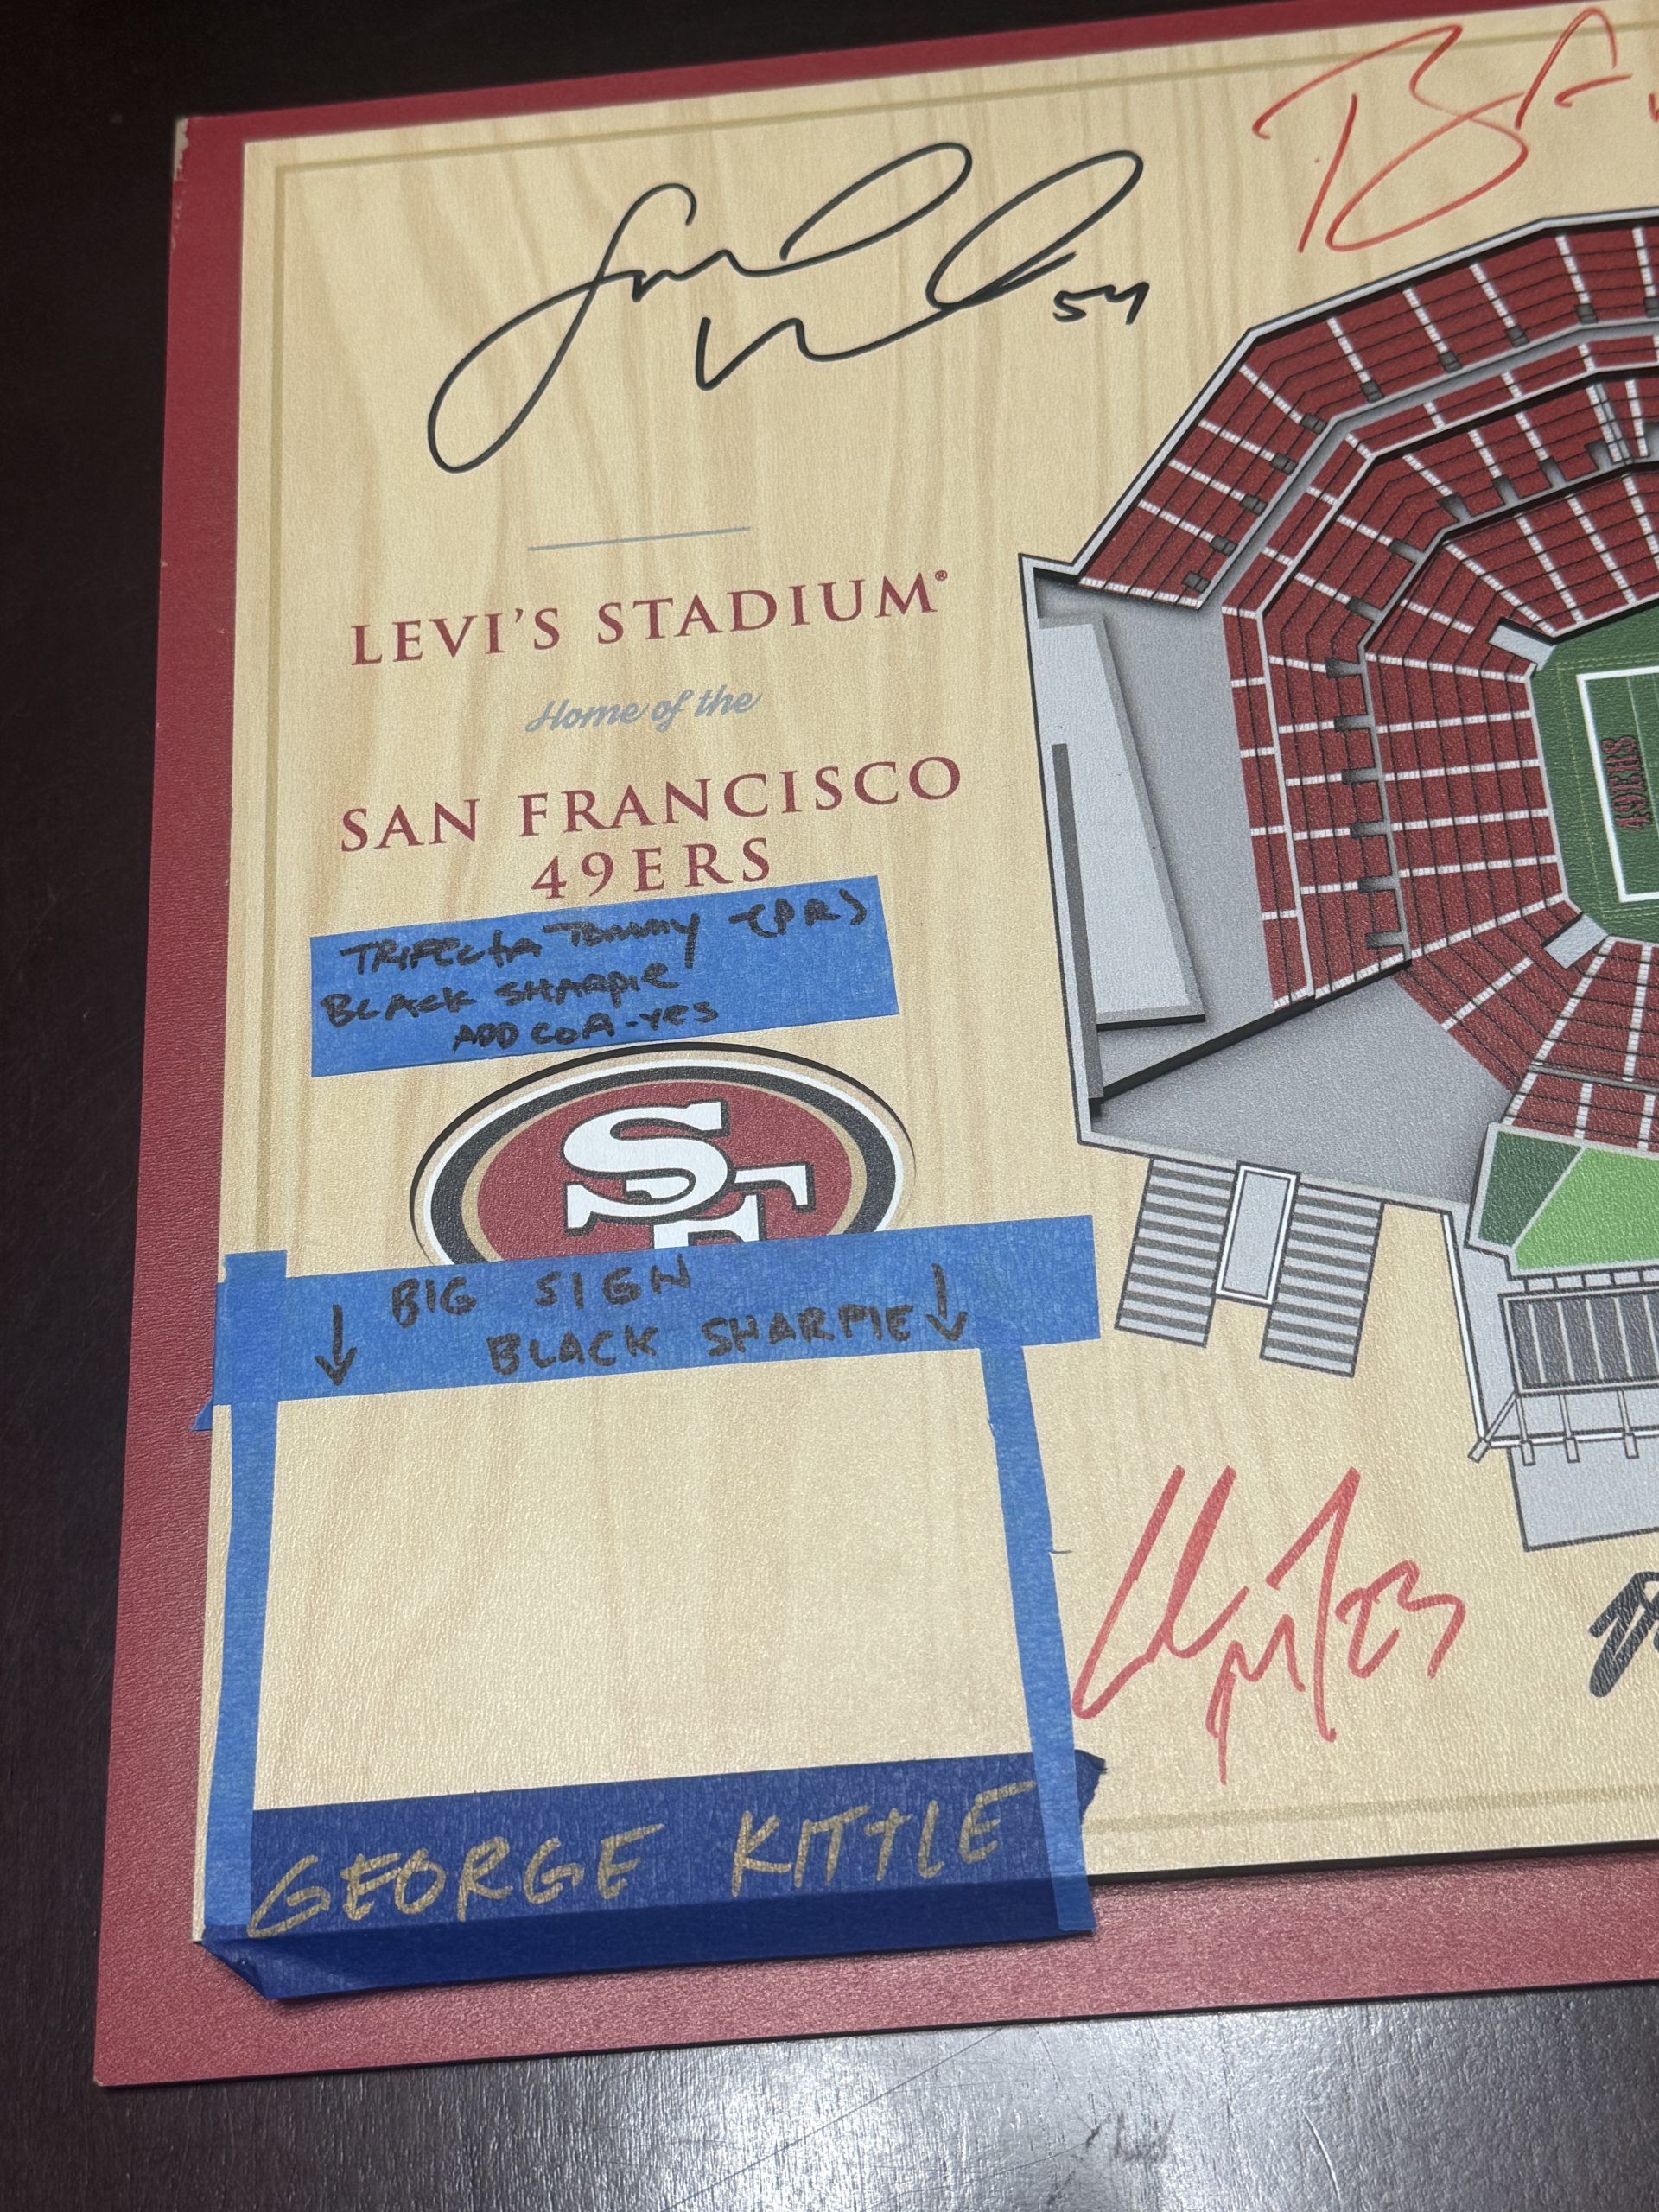 54
LEVI'S STADIUM®
Home of the
SAN FRANCISCO
49ERS
TRIFECTA TOMMY - (PR)
BLACK SHARPIE
ADD COA - YES
SF
↓ BIG SIGN
BLACK SHARPIE ↓
GEORGE KITTLE
23
49ERS